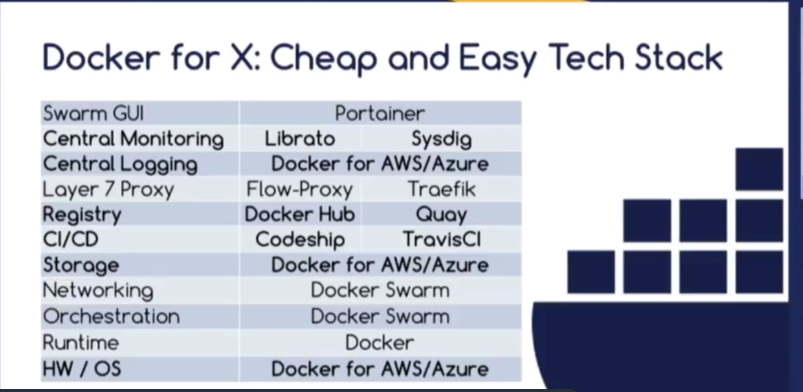 Docker for X: Cheap and Easy Tech Stack
Swarm GUI Portainer
Central Monitoring Librato Sysdig
Central Logging Docker for AWS/Azure
Layer 7 Proxy Flow-Proxy Traefik
Registry Docker Hub Quay
CI/CD Codeship TravisCI
Storage Docker for AWS/Azure
Networking Docker Swarm
Orchestration Docker Swarm
Runtime Docker
HW / OS Docker for AWS/Azure